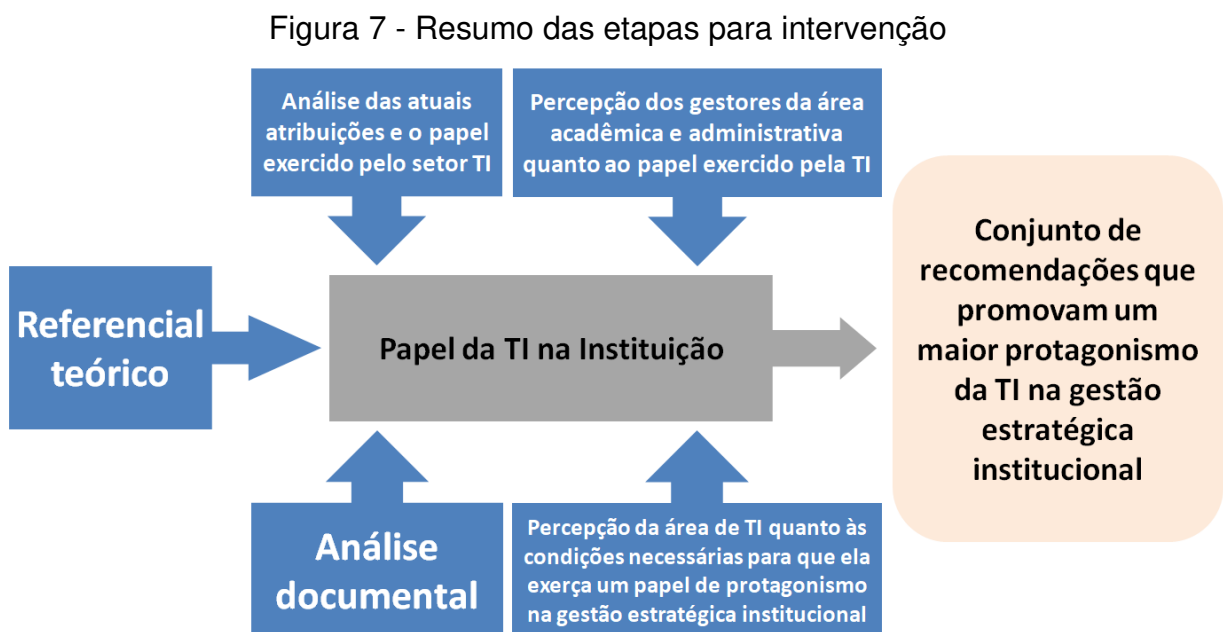 Figura 7 - Resumo das etapas para intervenção
Análise das atuais
atribuições e o papel
exercido pelo setor TI
Percepção dos gestores da área
acadêmica e administrativa
quanto ao papel exercido pela TI
Referencial
teórico
Papel da TI na Instituição
Conjunto de
recomendações que
promovam um
maior protagonismo
da TI na gestão
estratégica
institucional
Análise
documental
Percepção da área de TI quanto às
condições necessárias para que ela
exerça um papel de protagonismo
na gestão estratégica institucional